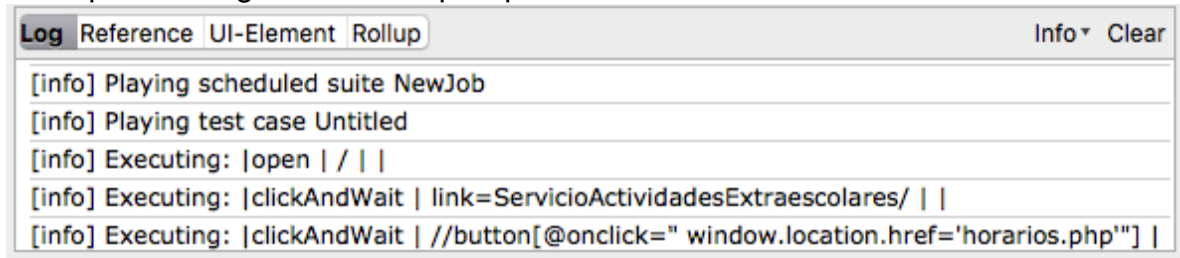 Log Reference UI-Element Rollup Info▾ Clear
[info] Playing scheduled suite NewJob
[info] Playing test case Untitled
[info] Executing: |open | / | |
[info] Executing: |clickAndWait | link=ServicioActividadesExtraescolares/ | |
[info] Executing: |clickAndWait | //button[@onclick=" window.location.href='horarios.php'"] |